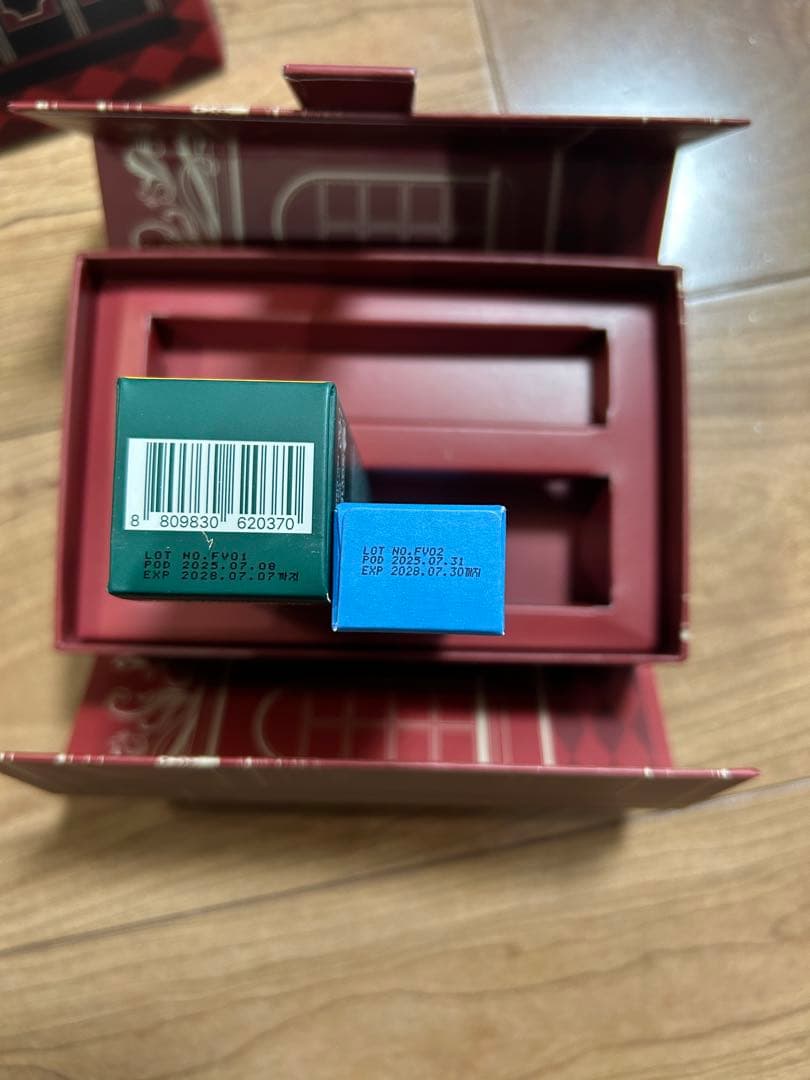 8 809830 620370
LOT NO.FV01
POD 2025.07.08
EXP 2028.07.07까지
LOT NO.FV02
POD 2025.07.31
EXP 2028.07.30까지